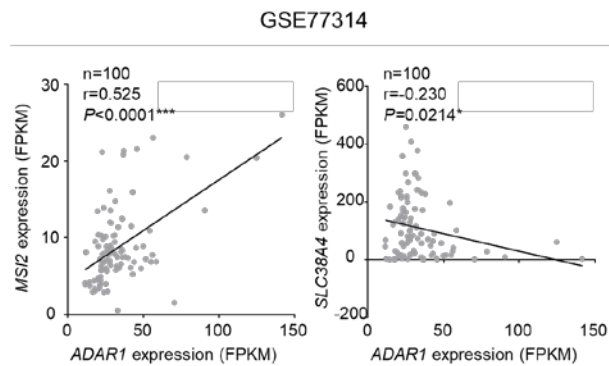 GSE77314
n=100
r=0.525
P<0.0001***
MSI2 expression (FPKM)
30
20
10
0
0
50
100
150
ADAR1 expression (FPKM)
n=100
r=-0.230
P=0.0214*
SLC38A4 expression (FPKM)
600
400
200
0
-200
0
50
100
150
ADAR1 expression (FPKM)